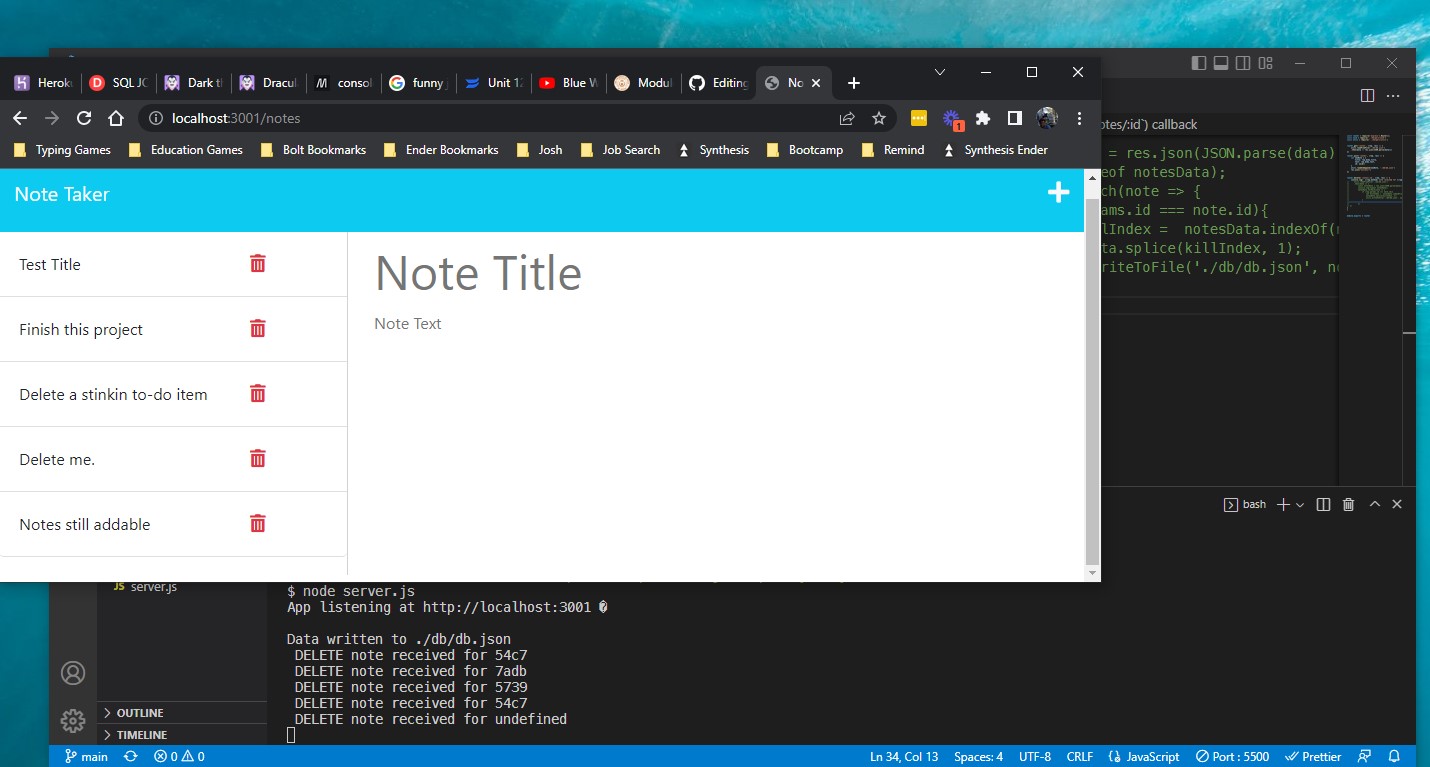 Herok SQL JO Dark t Dracul conso funny j Unit 12 Blue W Modul Editing No
localhost:3001/notes
Typing Games Education Games Bolt Bookmarks Ender Bookmarks Josh Job Search Synthesis Bootcamp Remind Synthesis Ender
1
Note Taker
Test Title
Finish this project
Delete a stinkin to-do item
Delete me.
Notes still addable
Note Title
Note Text
otes/:id`) callback
= res.json(JSON.parse(data)
eof notesData);
ch(note => {
ams.id === note.id){
lIndex = notesData.indexOf(
ta.splice(killIndex, 1);
riteToFile('./db/db.json', no
bash
JS server.js
OUTLINE
TIMELINE
$ node server.js
App listening at http://localhost:3001 �
Data written to ./db/db.json
DELETE note received for 54c7
DELETE note received for 7adb
DELETE note received for 5739
DELETE note received for 54c7
DELETE note received for undefined
main 0 0 Ln 34, Col 13 Spaces: 4 UTF-8 CRLF JavaScript Port : 5500 Prettier